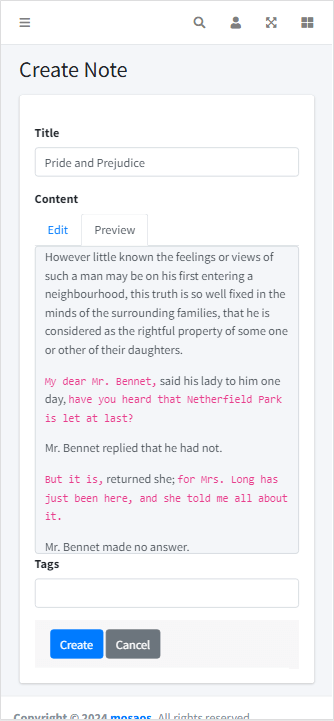 Create Note
Title
Pride and Prejudice
Content
Edit
Preview
However little known the feelings or views of
such a man may be on his first entering a
neighbourhood, this truth is so well fixed in the
minds of the surrounding families, that he is
considered as the rightful property of some one
or other of their daughters.
My dear Mr. Bennet, said his lady to him one
day, have you heard that Netherfield Park
is let at last?
Mr. Bennet replied that he had not.
But it is, returned she; for Mrs. Long has
just been here, and she told me all about
it.
Mr. Bennet made no answer.
Tags
Create
Cancel
Copyright © 2024 mosaos. All rights reserved.